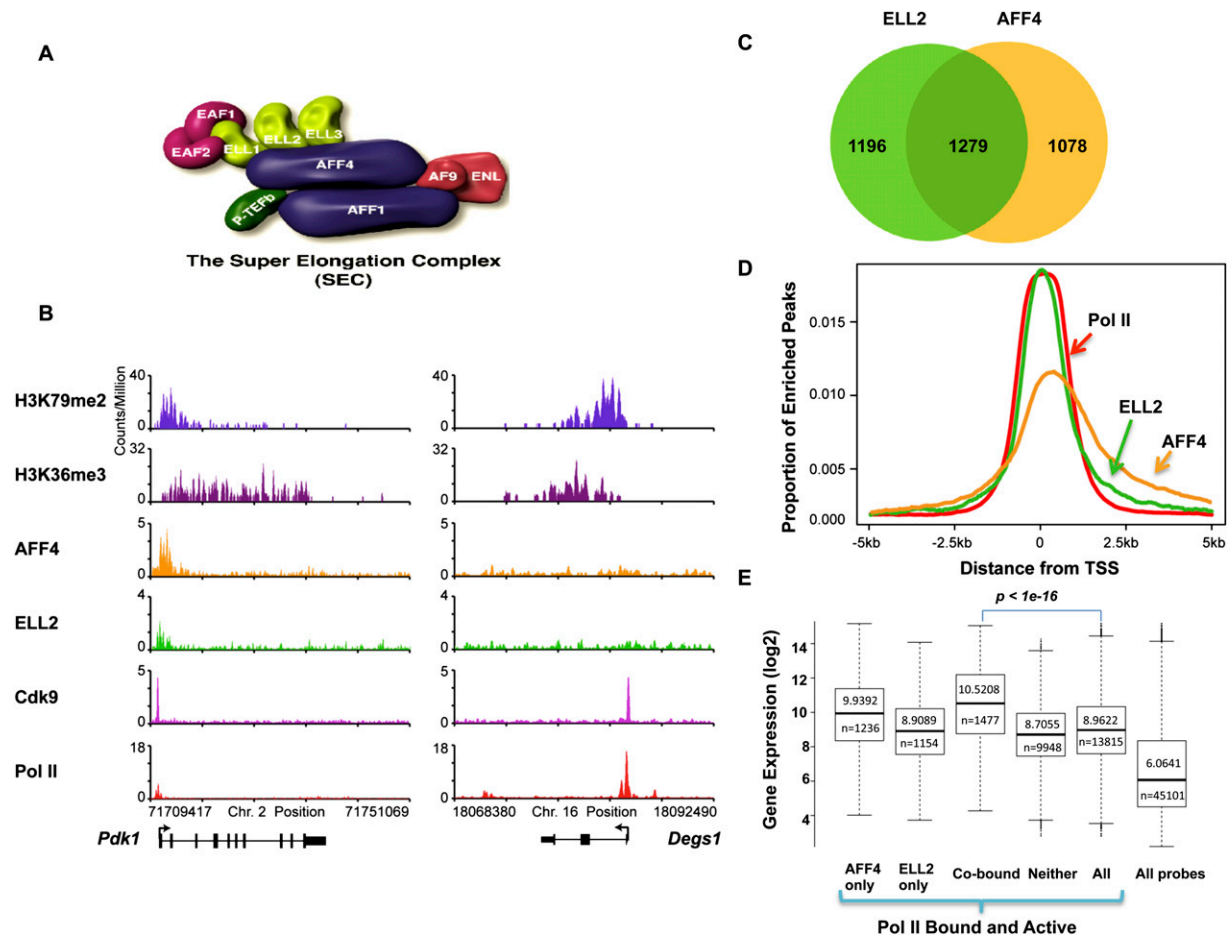 A
EAF1
EAF2
ELL1
ELL2
ELL3
AFF4
AF9
ENL
P-TEFb
AFF1
The Super Elongation Complex
(SEC)
B
Counts/Million
H3K79me2
40
0
40
0
H3K36me3
32
0
32
0
AFF4
5
0
5
0
ELL2
4
0
4
0
Cdk9
5
0
5
0
Pol II
18
0
18
0
71709417 Chr. 2 Position 71751069
18068380 Chr. 16 Position 18092490
Pdk1
Degs1
C
ELL2 AFF4
1196 1279 1078
D
Proportion of Enriched Peaks
0.015
0.010
0.005
0.000
Pol II
ELL2
AFF4
-5kb -2.5kb 0 2.5kb 5kb
Distance from TSS
E
p < 1e-16
Gene Expression (log2)
14
12
10
8
6
4
9.9392
n=1236
8.9089
n=1154
10.5208
n=1477
8.7055
n=9948
8.9622
n=13815
6.0641
n=45101
AFF4 only
ELL2 only
Co-bound
Neither
All
All probes
Pol II Bound and Active